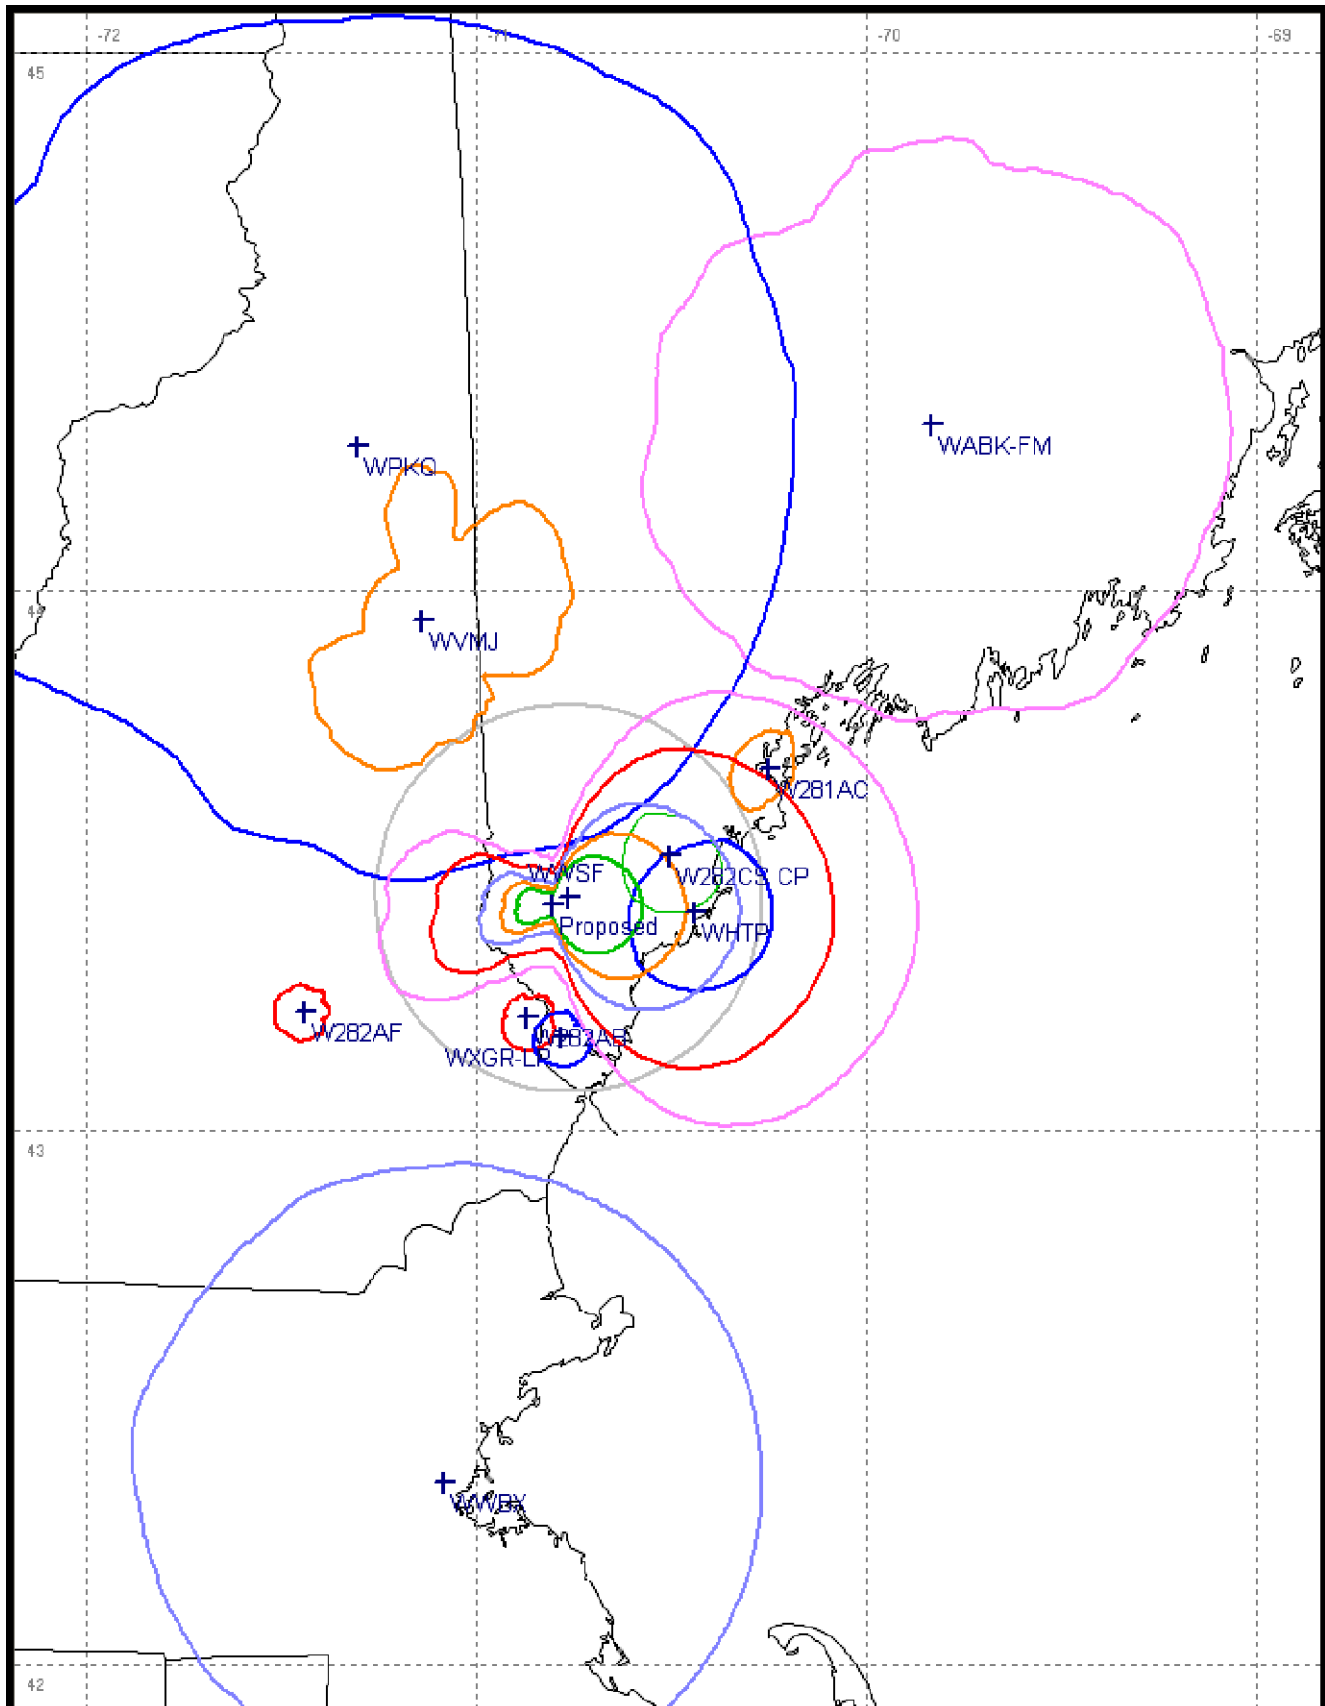 -72
-71
-70
-69
45
WPKQ
WABK-FM
44
WVMJ
W281AC
WWSF
W282CS CP
Proposed
WHTP
W282AF
WXGR-LP
43
WWBX
42